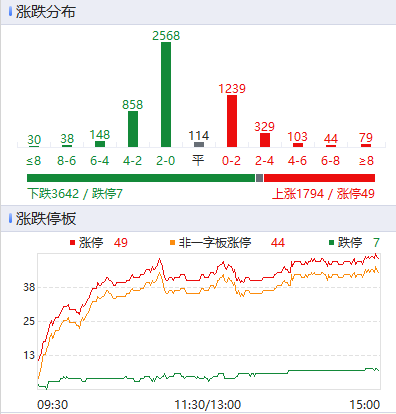 涨跌分布
30 38 148 858 2568 114 1239 329 103 44 79
≤8 8-6 6-4 4-2 2-0 平 0-2 2-4 4-6 6-8 ≥8
下跌3642 / 跌停7 上涨1794 / 涨停49
涨跌停板
涨停 49 非一字板涨停 44 跌停 7
38
25
13
09:30 11:30/13:00 15:00